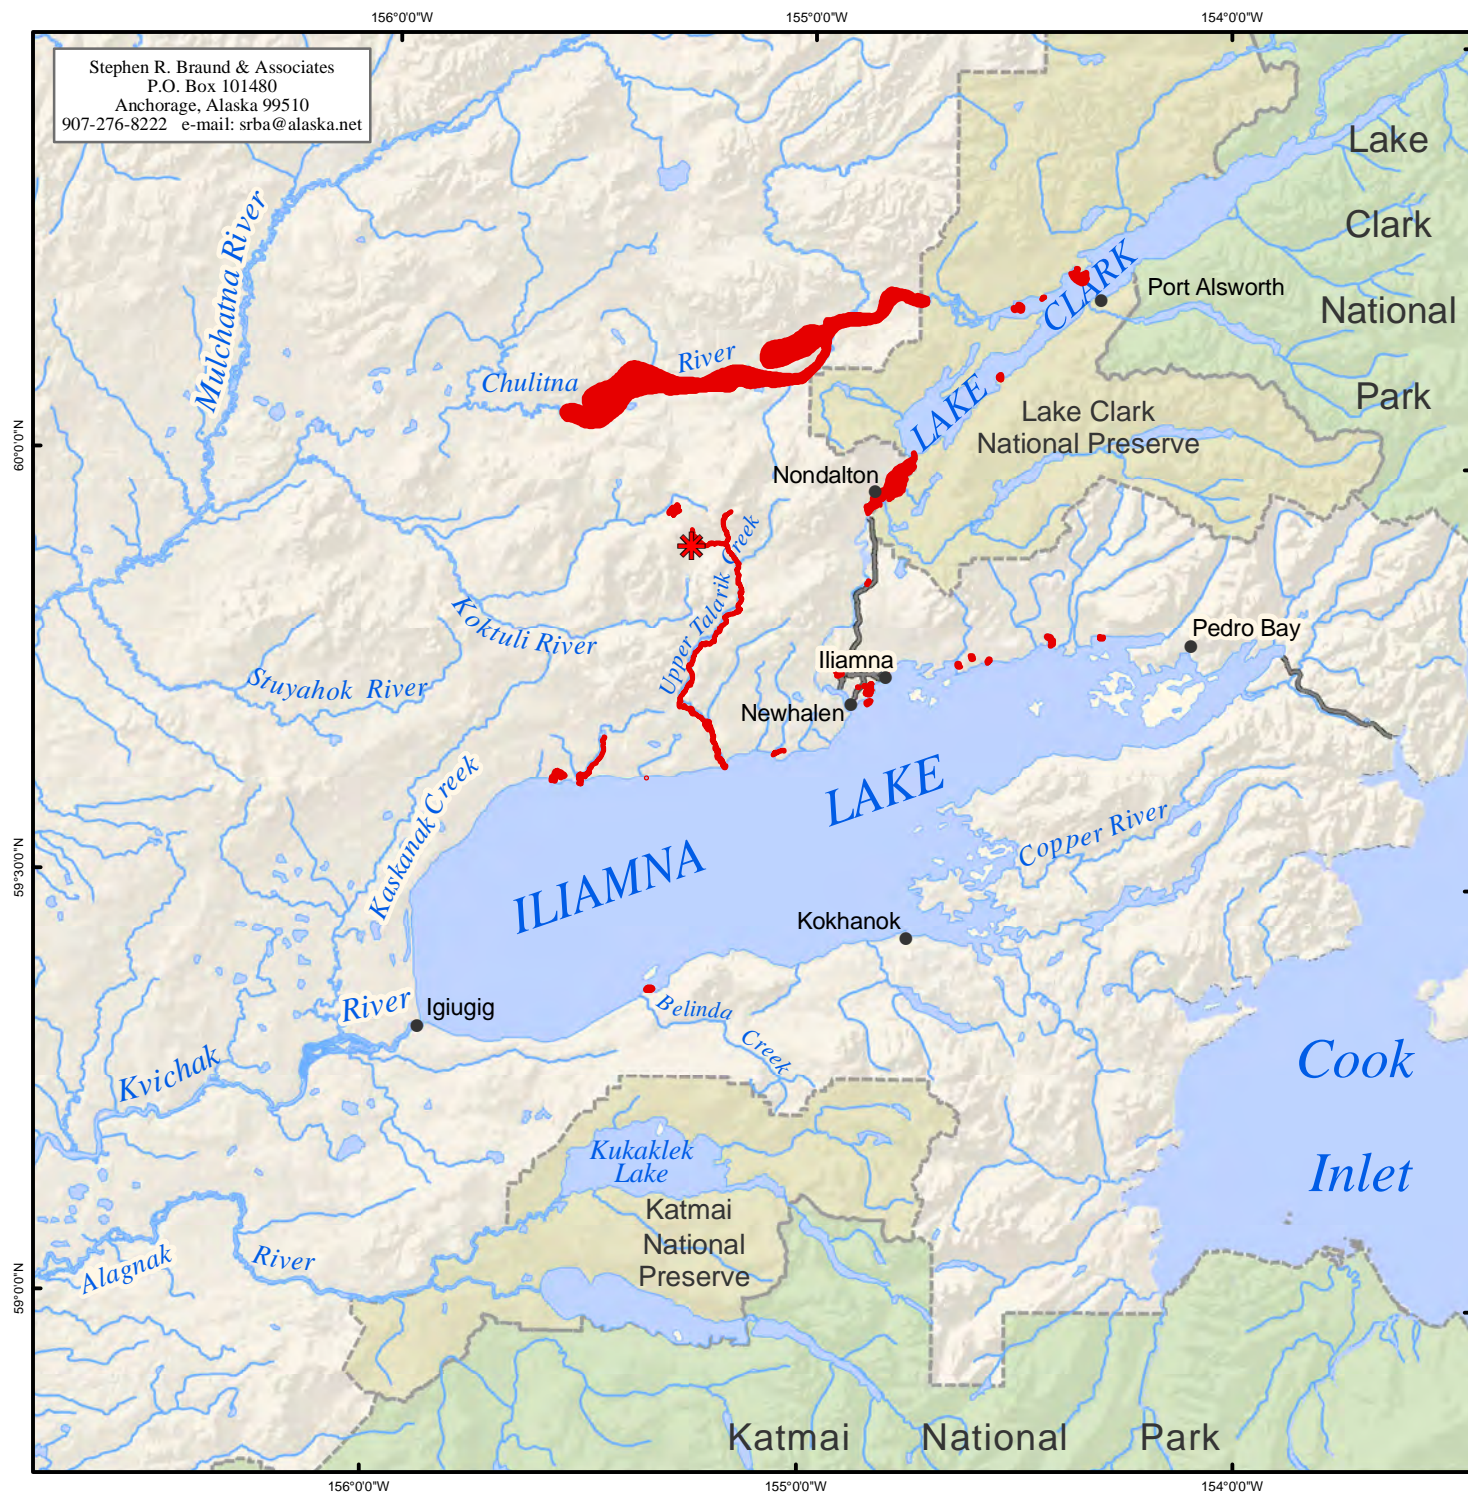 156°0'0"W
155°0'0"W
154°0'0"W
Stephen R. Braund & Associates
P.O. Box 101480
Anchorage, Alaska 99510
907-276-8222 e-mail: srba@alaska.net
Lake
Clark
National
Park
Mulchatna River
Port Alsworth
LAKE CLARK
Chulitna River
Lake Clark
National Preserve
60°0'0"N
Nondalton
Upper Talarik Creek
Koktuli River
Stuyahok River
Pedro Bay
Iliamna
Newhalen
Kaskanak Creek
ILIAMNA LAKE
Copper River
59°30'0"N
Kokhanok
Igiugig
Kvichak River
Belinda Creek
Cook
Inlet
Kukaklek
Lake
Katmai
National
Preserve
Alagnak River
59°0'0"N
Katmai National Park
156°0'0"W
155°0'0"W
154°0'0"W